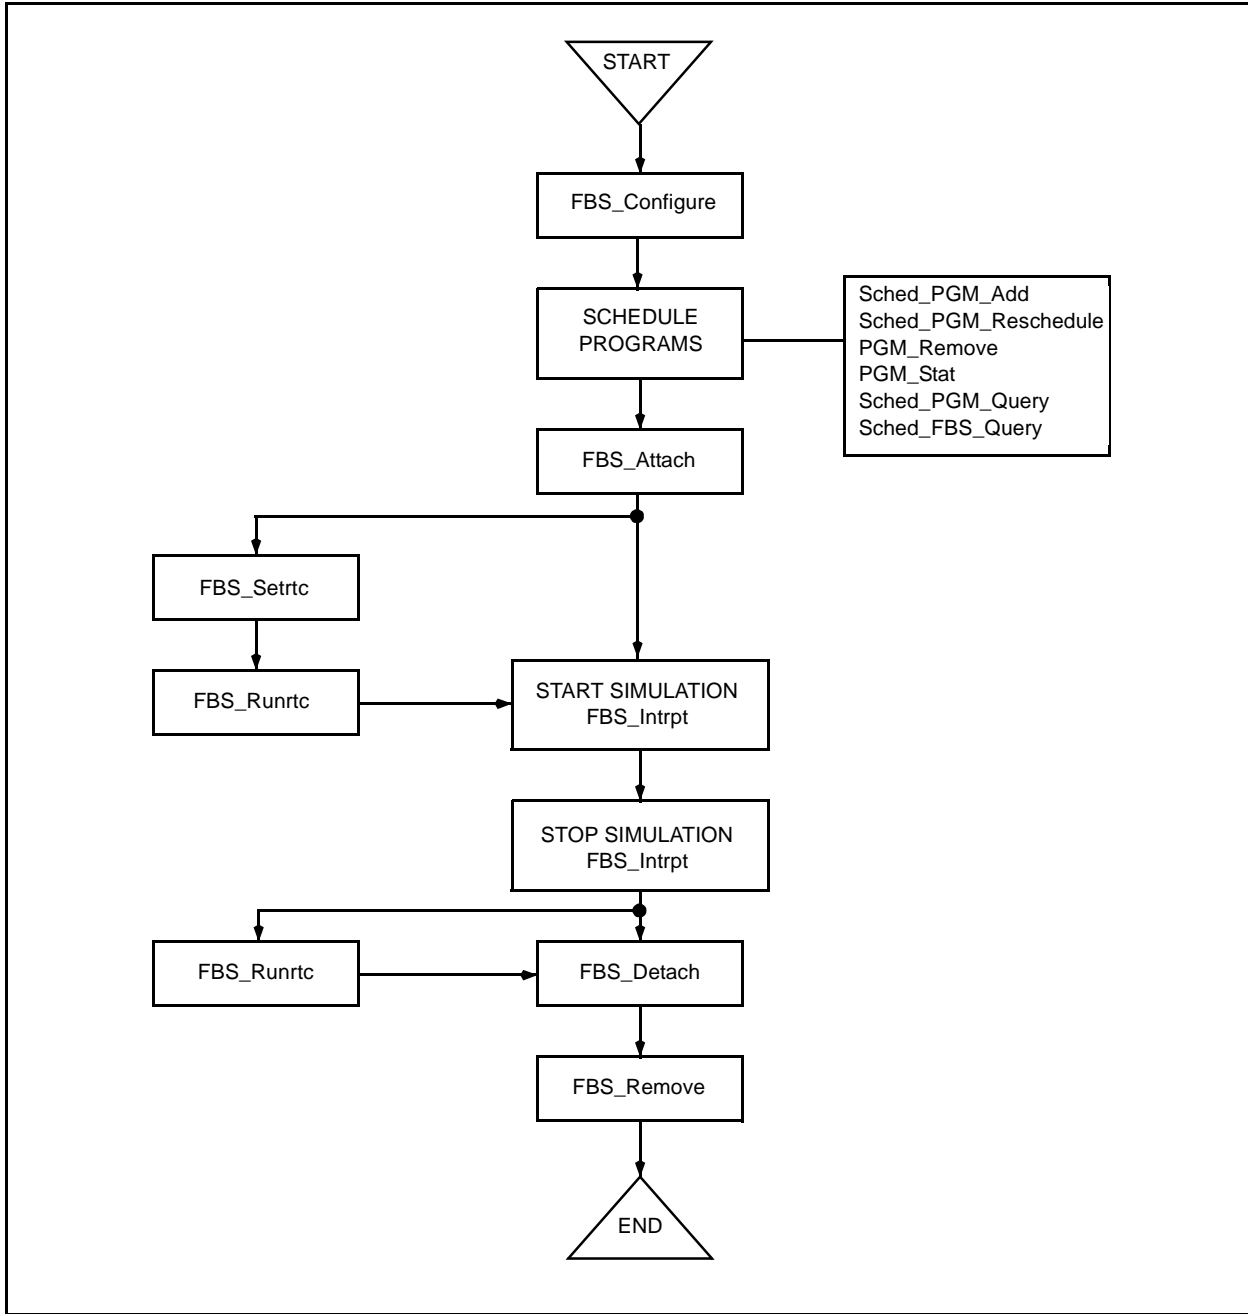 START
FBS_Configure
SCHEDULE
PROGRAMS
Sched_PGM_Add
Sched_PGM_Reschedule
PGM_Remove
PGM_Stat
Sched_PGM_Query
Sched_FBS_Query
FBS_Attach
FBS_Setrtc
FBS_Runrtc
START SIMULATION
FBS_Intrpt
STOP SIMULATION
FBS_Intrpt
FBS_Runrtc
FBS_Detach
FBS_Remove
END